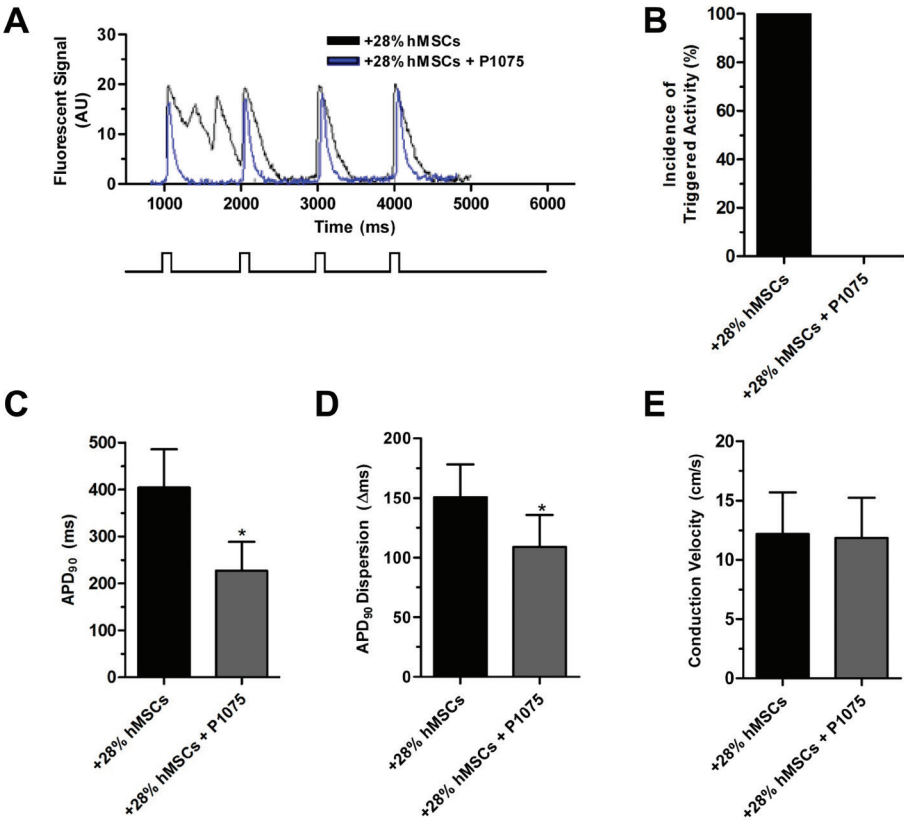 A
+28% hMSCs
+28% hMSCs + P1075
Fluorescent Signal
(AU)
30
20
10
0
1000
2000
3000
4000
5000
6000
Time (ms)
B
Incidence of
Triggered Activity (%)
100
80
60
40
20
0
+28% hMSCs
+28% hMSCs + P1075
C
APD90 (ms)
500
400
300
200
100
0
*
+28% hMSCs
+28% hMSCs + P1075
D
APD90 Dispersion (Δms)
200
150
100
50
0
*
+28% hMSCs
+28% hMSCs + P1075
E
Conduction Velocity (cm/s)
20
15
10
5
0
+28% hMSCs
+28% hMSCs + P1075